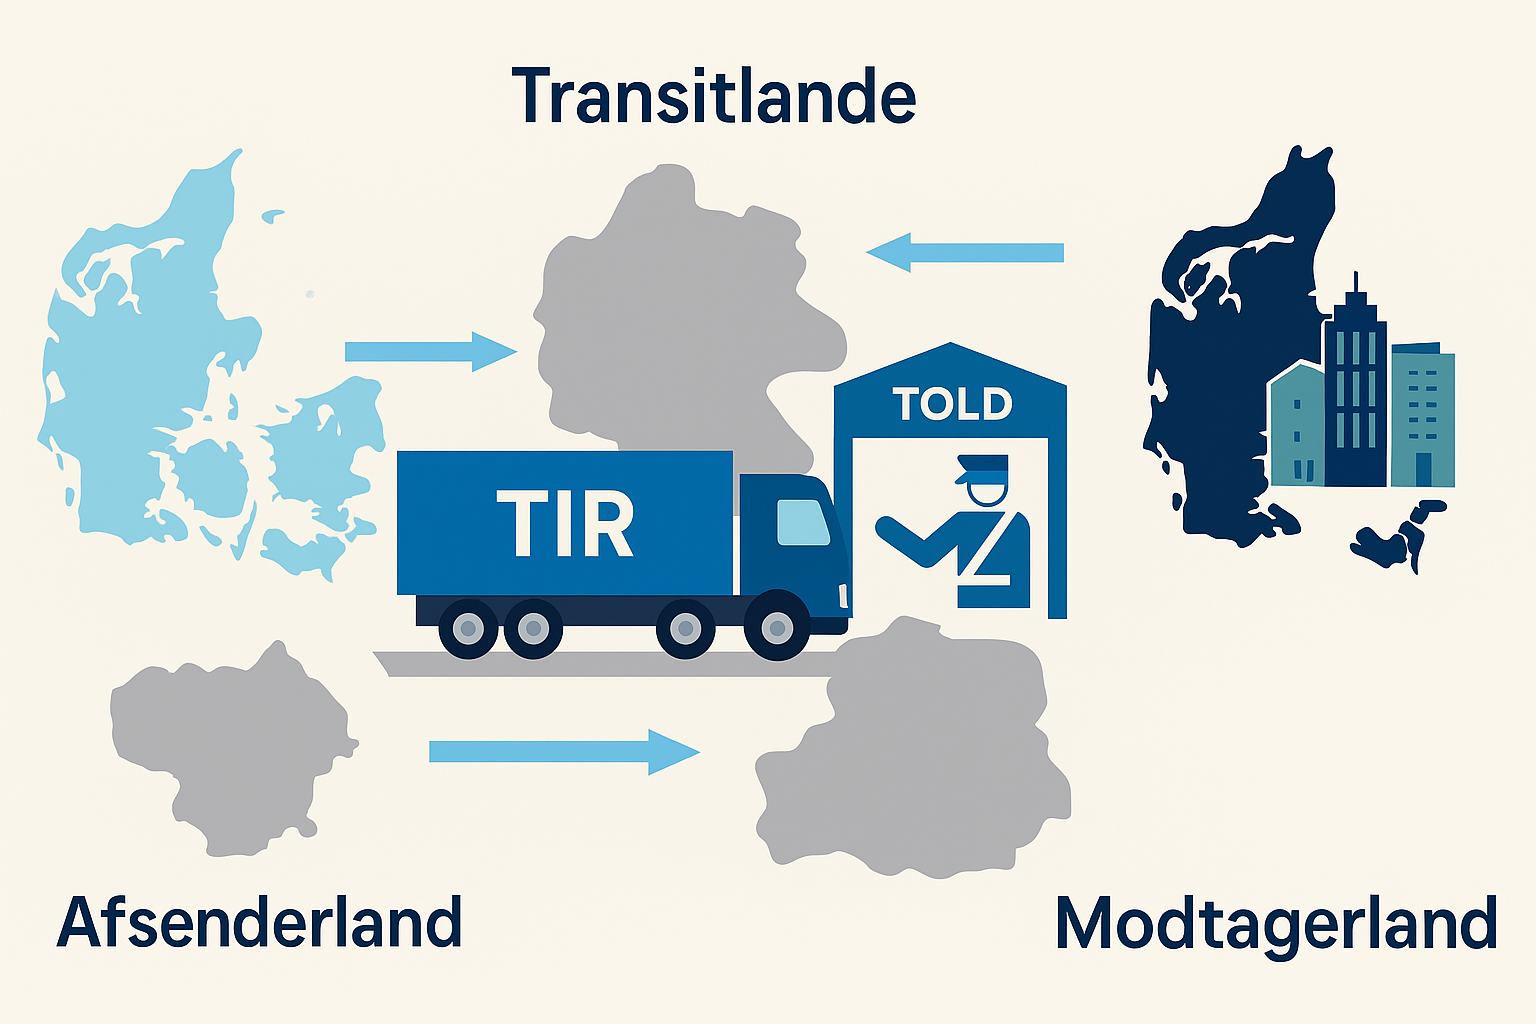 Transitlande
TOLD
TIR
Afsenderland
Modtagerland